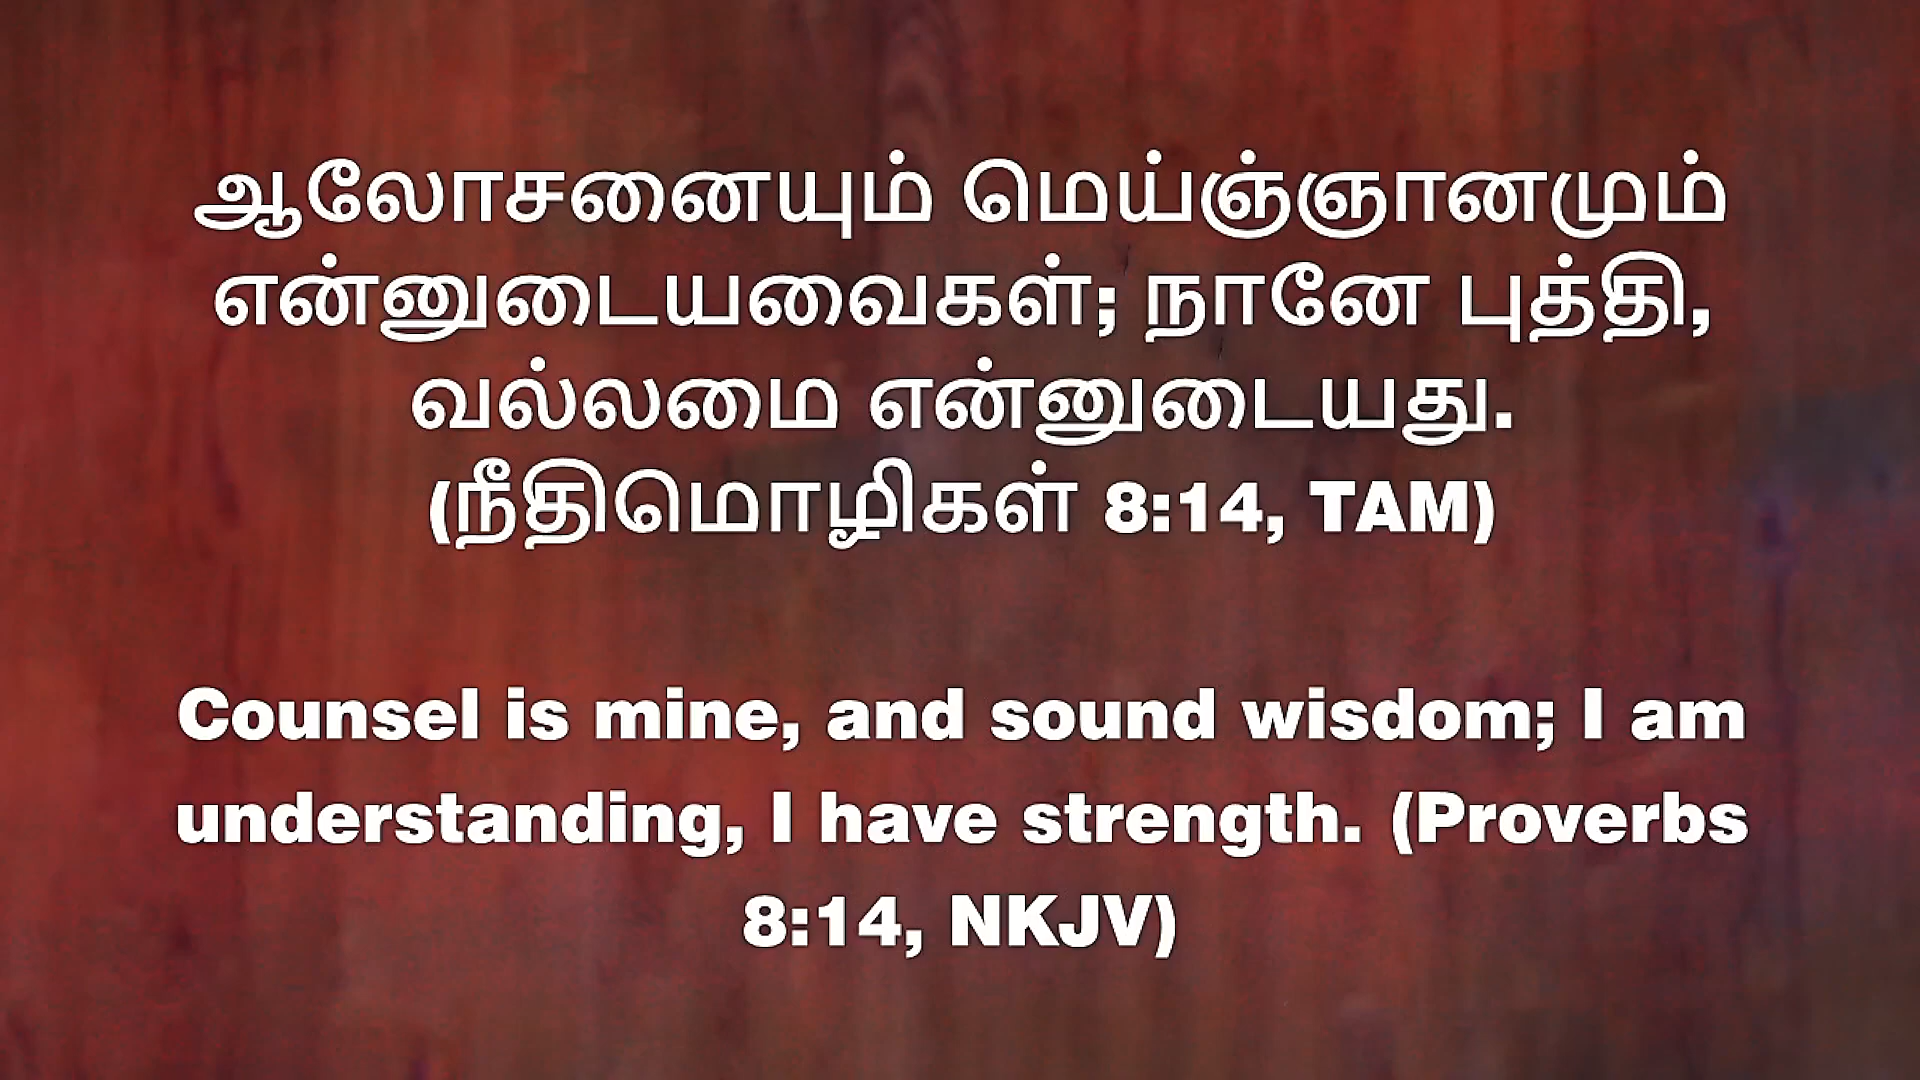 ஆலோசனையும் மெய்ஞ்ஞானமும்
என்னுடையவைகள்; நானே புத்தி,
வல்லமை என்னுடையது.
(நீதிமொழிகள் 8:14, TAM)
Counsel is mine, and sound wisdom; I am
understanding, I have strength. (Proverbs
8:14, NKJV)